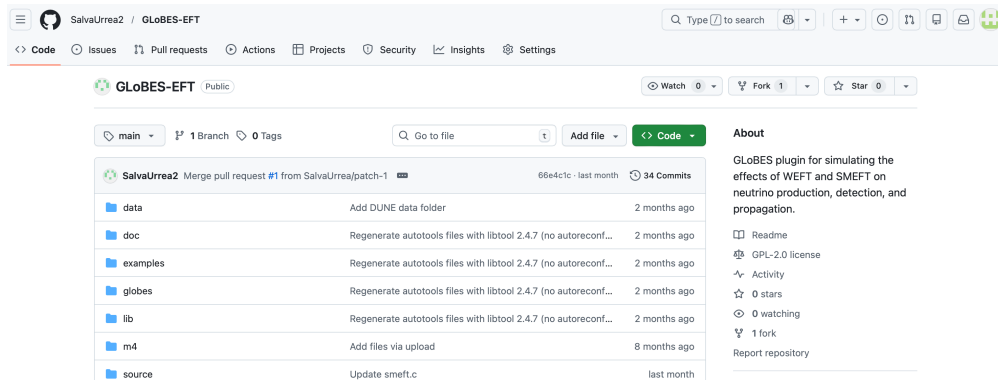 SalvaUrrea2 / GLoBES-EFT
Type / to search
Code Issues Pull requests Actions Projects Security Insights Settings
GLoBES-EFT Public
Watch 0 Fork 1 Star 0
main 1 Branch 0 Tags Go to file t Add file Code
SalvaUrrea2 Merge pull request #1 from SalvaUrrea/patch-1 66e4c1c · last month 34 Commits
data Add DUNE data folder 2 months ago
doc Regenerate autotools files with libtool 2.4.7 (no autoreconf... 2 months ago
examples Regenerate autotools files with libtool 2.4.7 (no autoreconf... 2 months ago
globes Regenerate autotools files with libtool 2.4.7 (no autoreconf... 2 months ago
lib Regenerate autotools files with libtool 2.4.7 (no autoreconf... 2 months ago
m4 Add files via upload 8 months ago
source Update smeft.c last month
About
GLoBES plugin for simulating the
effects of WEFT and SMEFT on
neutrino production, detection, and
propagation.
Readme
GPL-2.0 license
Activity
0 stars
0 watching
1 fork
Report repository